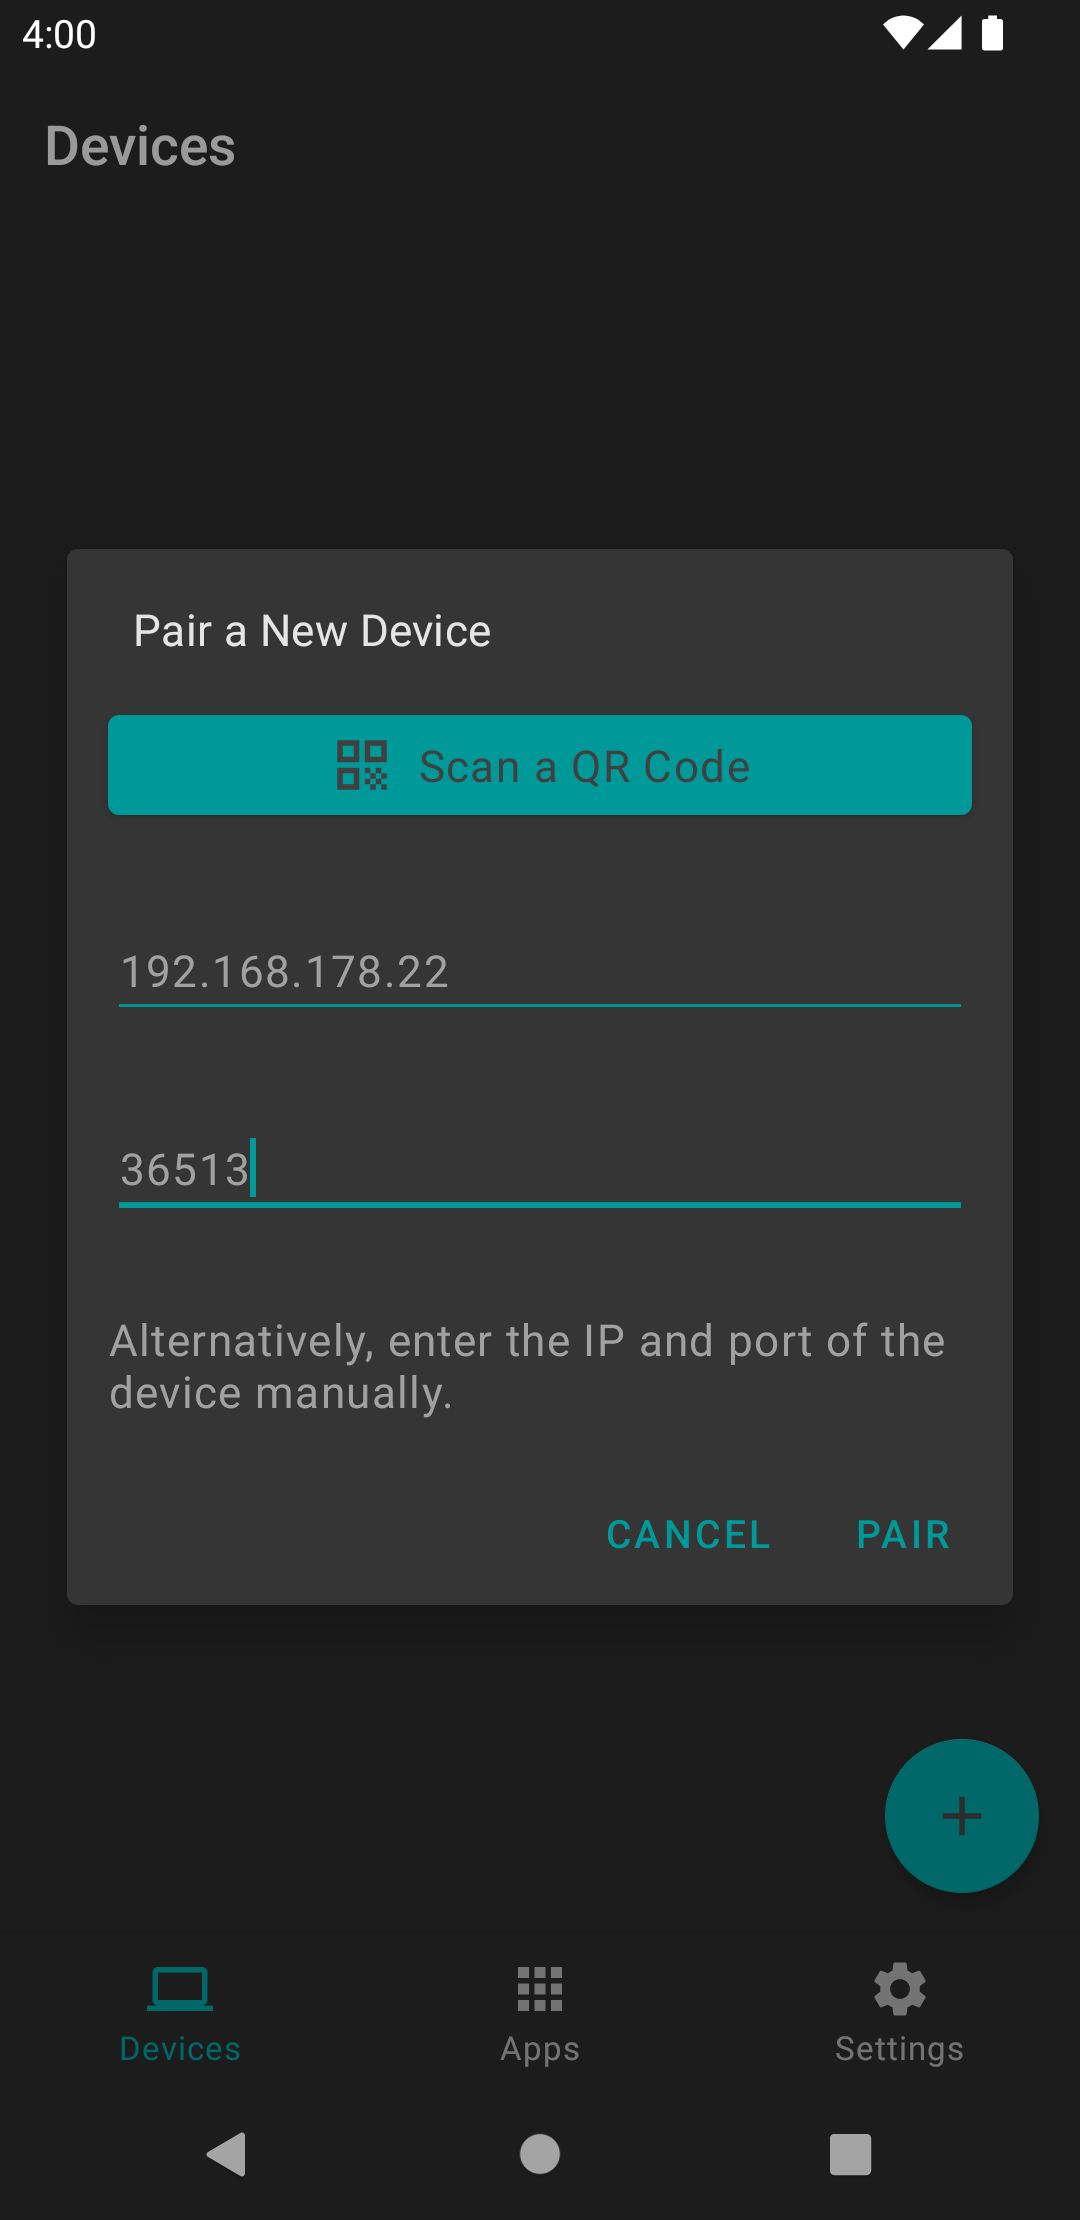 4:00
Devices
Pair a New Device
Scan a QR Code
192.168.178.22
36513
Alternatively, enter the IP and port of the
device manually.
CANCEL PAIR
Devices Apps Settings